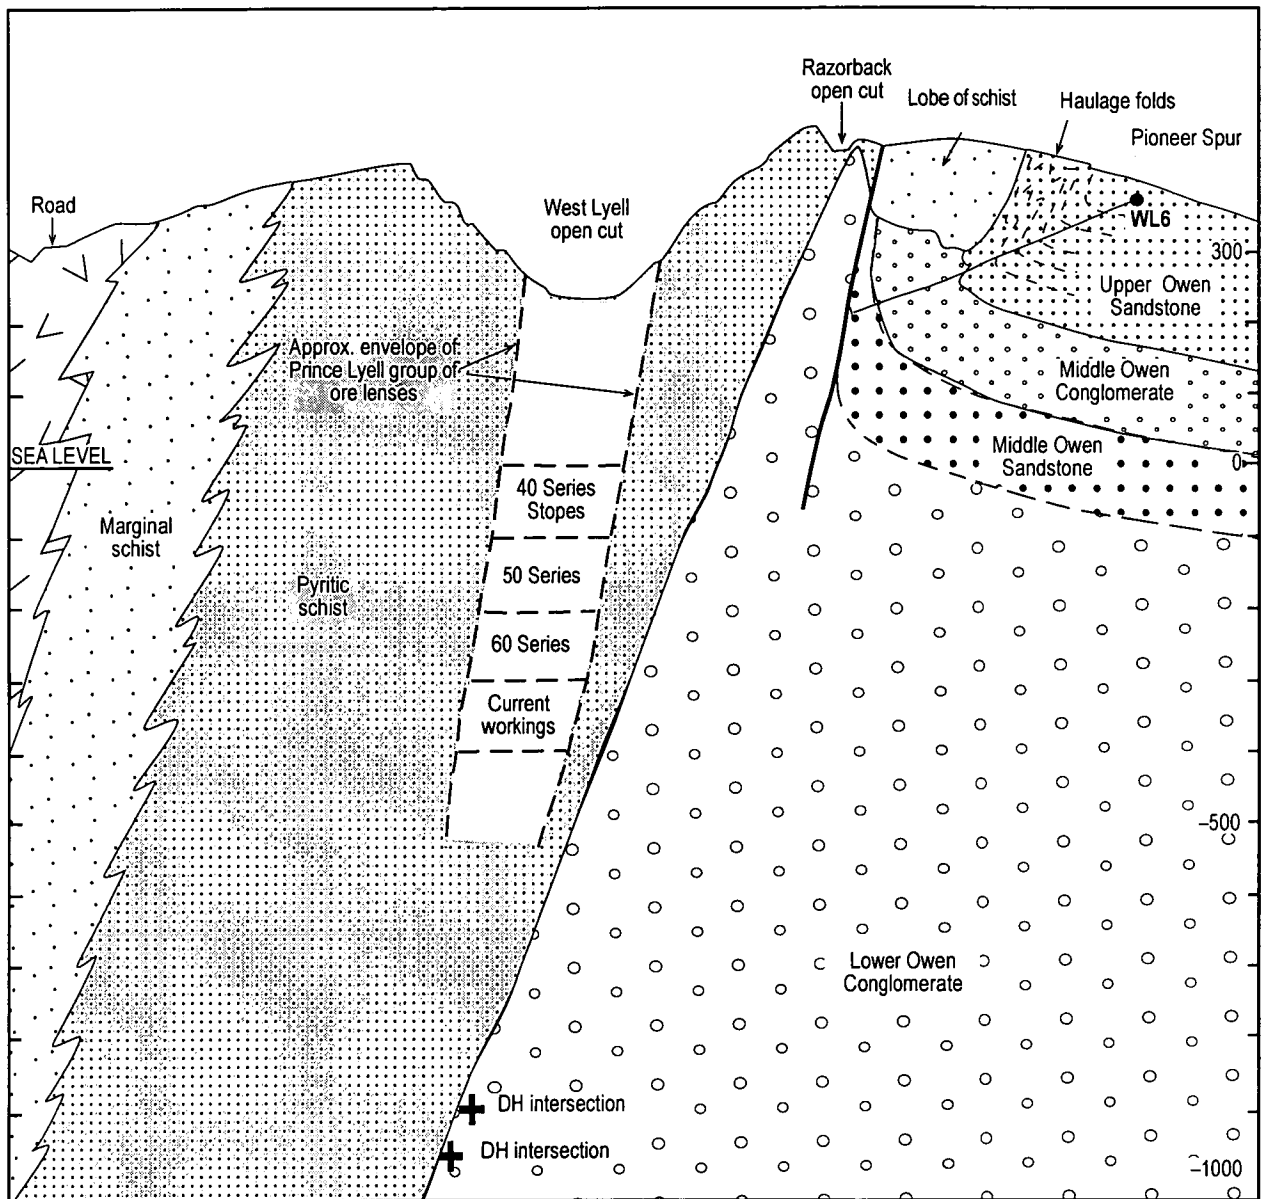 Razorback
open cut
Lobe of schist
Haulage folds
Pioneer Spur
Road
West Lyell
open cut
WL6
300
Upper Owen
Sandstone
Approx. envelope of
Prince Lyell group of
ore lenses
Middle Owen
Conglomerate
SEA LEVEL
Middle Owen
Sandstone
0
40 Series
Stopes
Marginal
schist
50 Series
Pyritic
schist
60 Series
Current
workings
–500
Lower Owen
Conglomerate
DH intersection
DH intersection
–1000